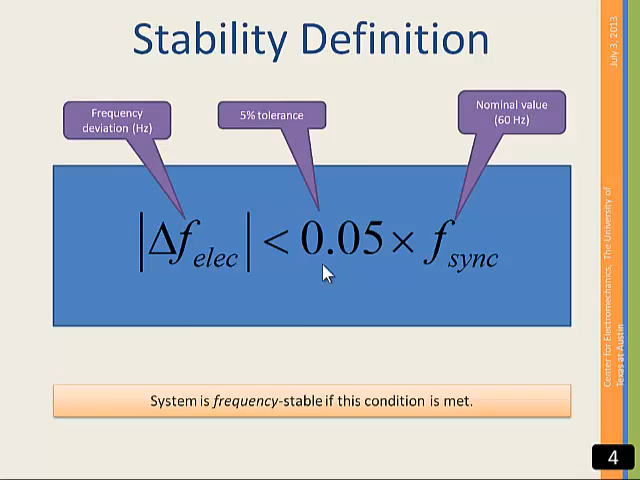 Stability Definition
Frequency
deviation (Hz)
5% tolerance
Nominal value
(60 Hz)
|Δf_elec| < 0.05 × f_sync
System is frequency-stable if this condition is met.
July 3, 2013
Center for Electromechanics, The University of
Texas at Austin
4